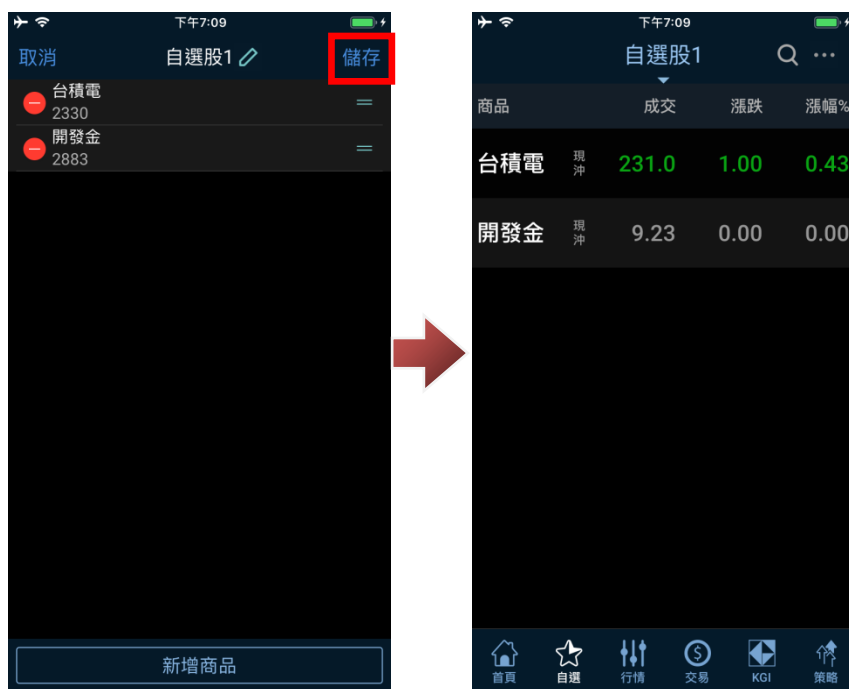 下午7:09
取消 自選股1 儲存
台積電
2330
開發金
2883
新增商品
下午7:09
自選股1
商品 成交 漲跌 漲幅%
台積電 現沖 231.0 1.00 0.43
開發金 現沖 9.23 0.00 0.00
首頁 自選 行情 交易 KGI 策略